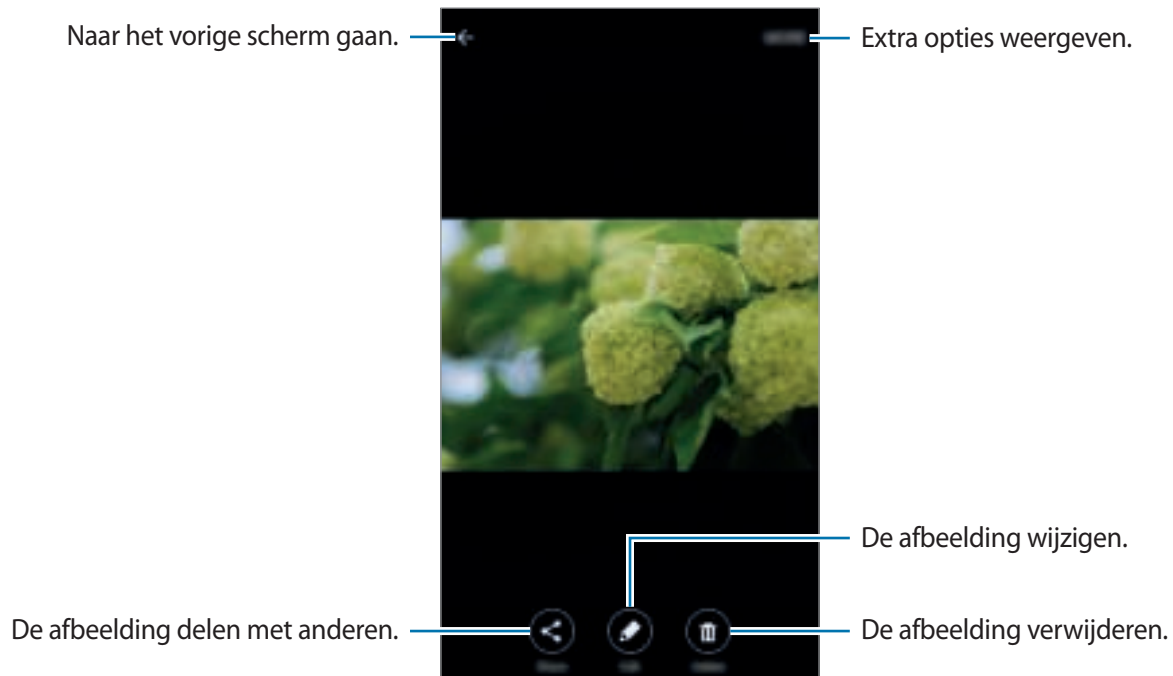 Naar het vorige scherm gaan.
Extra opties weergeven.
De afbeelding wijzigen.
De afbeelding delen met anderen.
De afbeelding verwijderen.